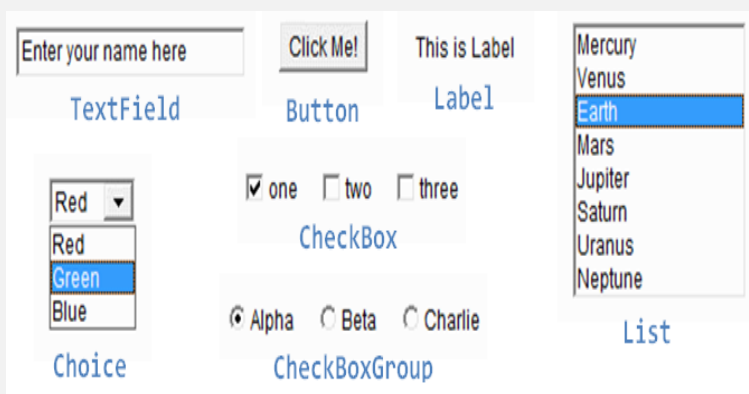 Enter your name here
TextField
Click Me!
Button
This is Label
Label
Mercury
Venus
Earth
Mars
Jupiter
Saturn
Uranus
Neptune
List
Red
Red
Green
Blue
Choice
one two three
CheckBox
Alpha Beta Charlie
CheckBoxGroup